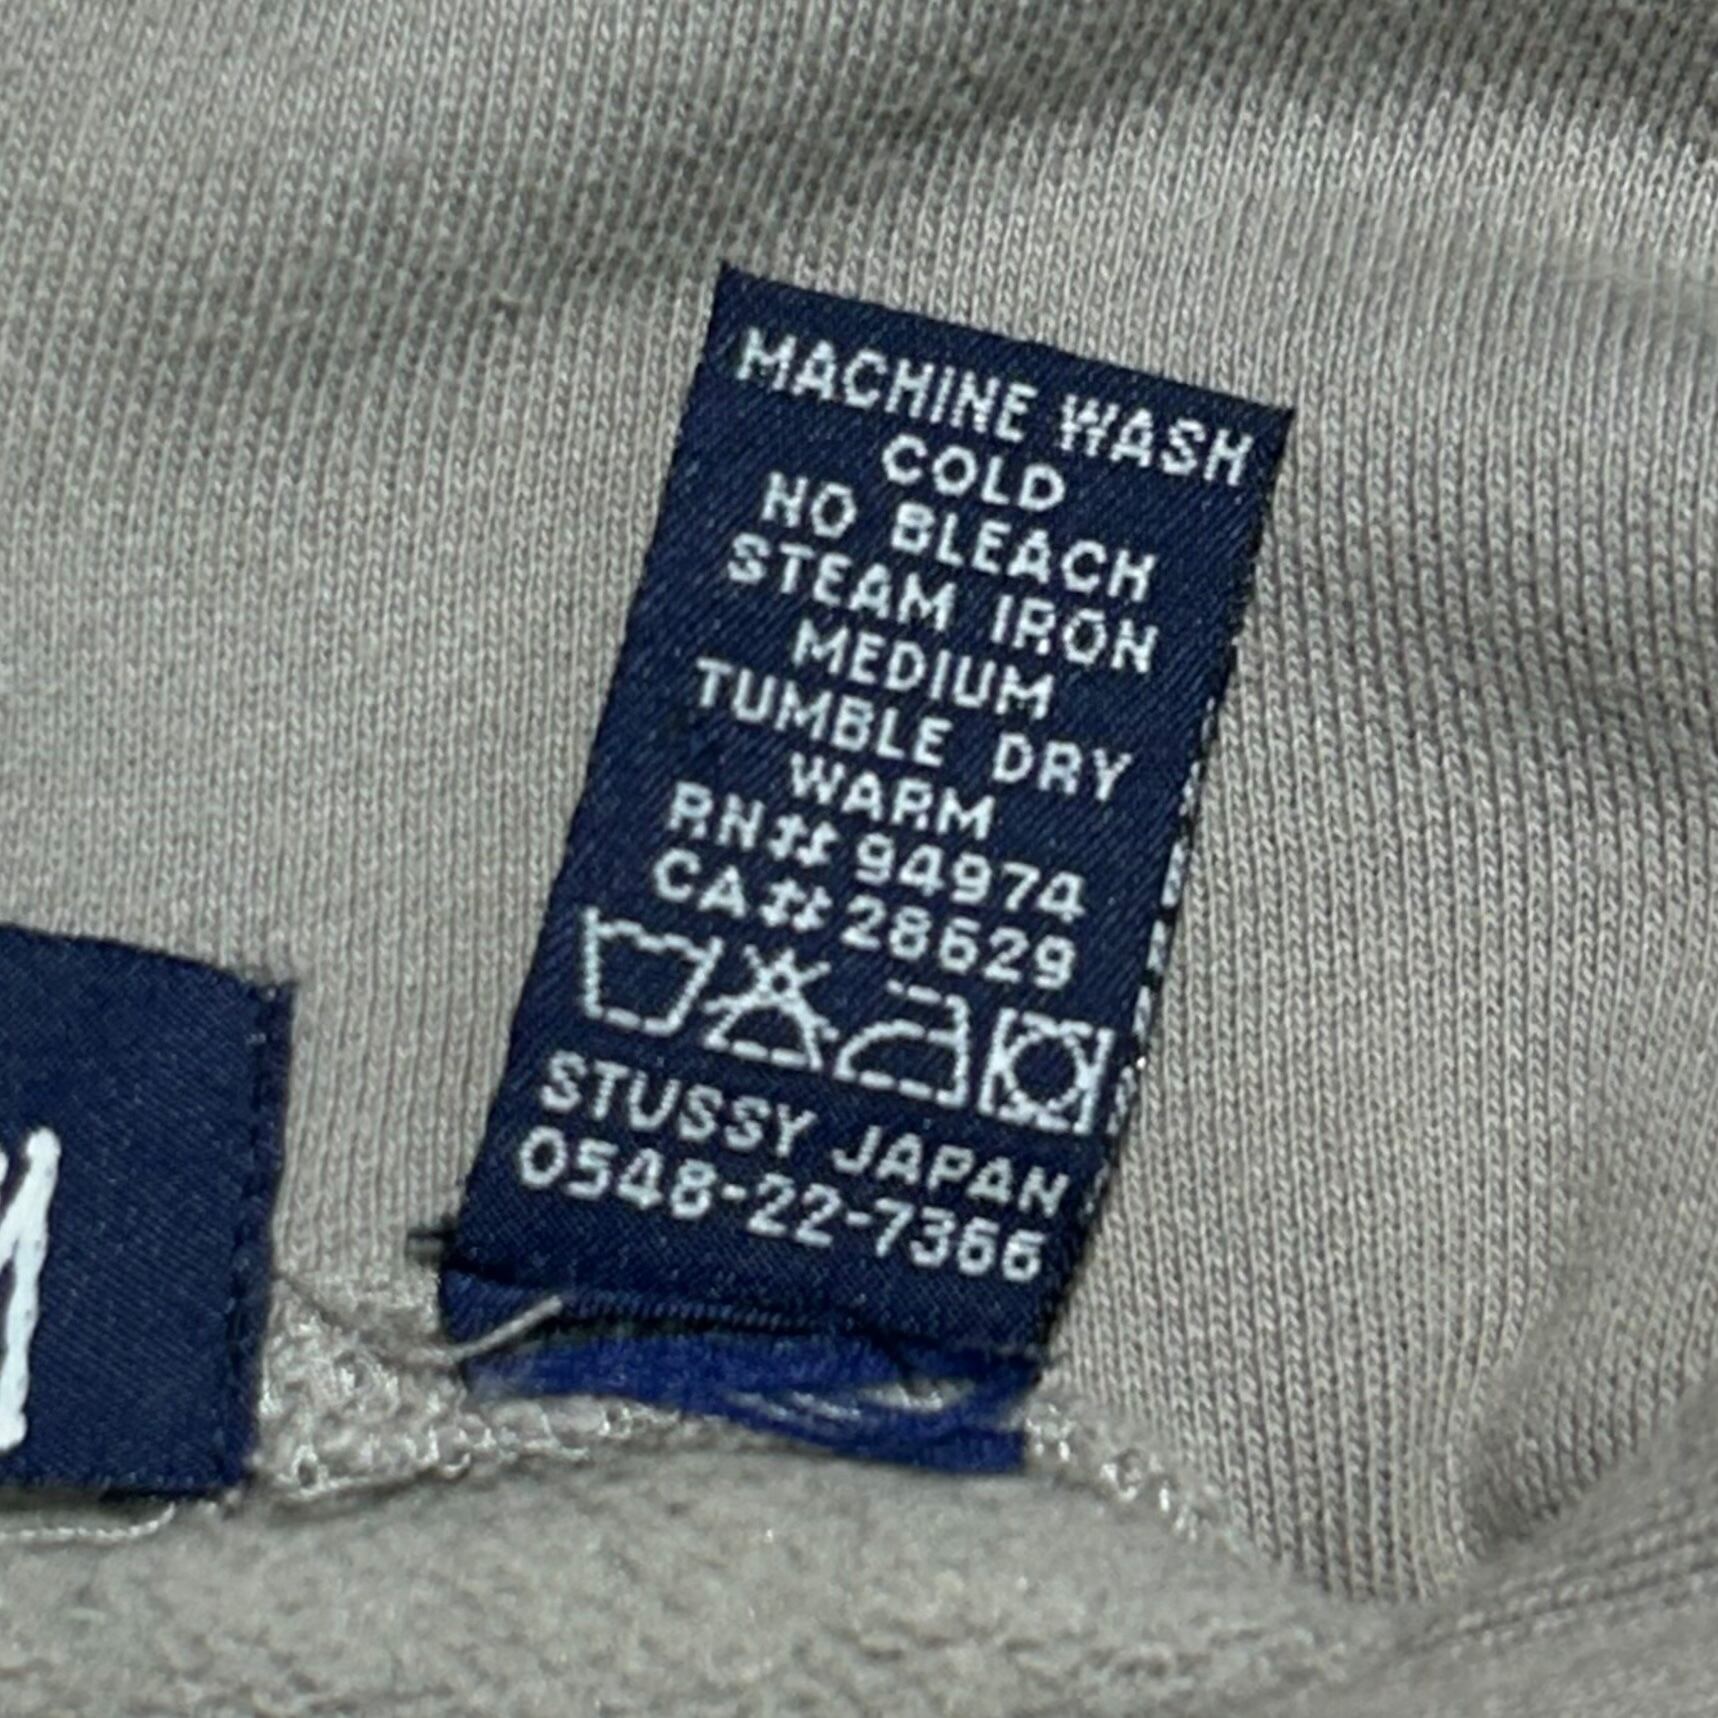 MACHINE WASH
COLD
NO BLEACH
STEAM IRON
MEDIUM
TUMBLE DRY
WARM
RN# 94974
CA# 28629
STUSSY JAPAN
0548-22-7366